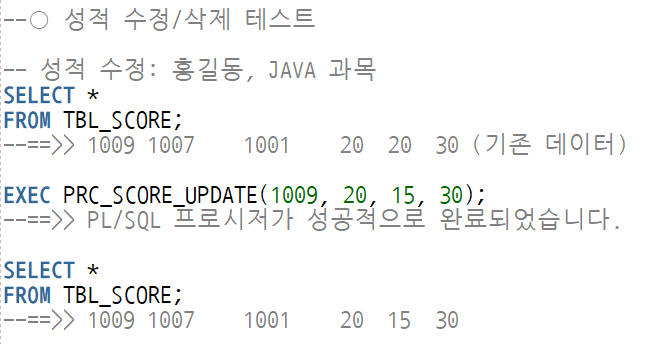 --○ 성적 수정/삭제 테스트
-- 성적 수정: 홍길동, JAVA 과목
SELECT *
FROM TBL_SCORE;
--==>> 1009 1007    1001    20  20  30 (기존 데이터)
EXEC PRC_SCORE_UPDATE(1009, 20, 15, 30);
--==>> PL/SQL 프로시저가 성공적으로 완료되었습니다.
SELECT *
FROM TBL_SCORE;
--==>> 1009 1007    1001    20  15  30